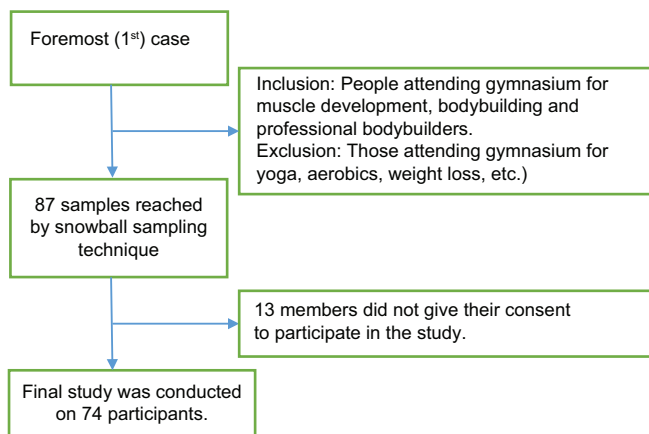 Foremost (1st) case
Inclusion: People attending gymnasium for
muscle development, bodybuilding and
professional bodybuilders.
Exclusion: Those attending gymnasium for
yoga, aerobics, weight loss, etc.)
87 samples reached
by snowball sampling
technique
13 members did not give their consent
to participate in the study.
Final study was conducted
on 74 participants.